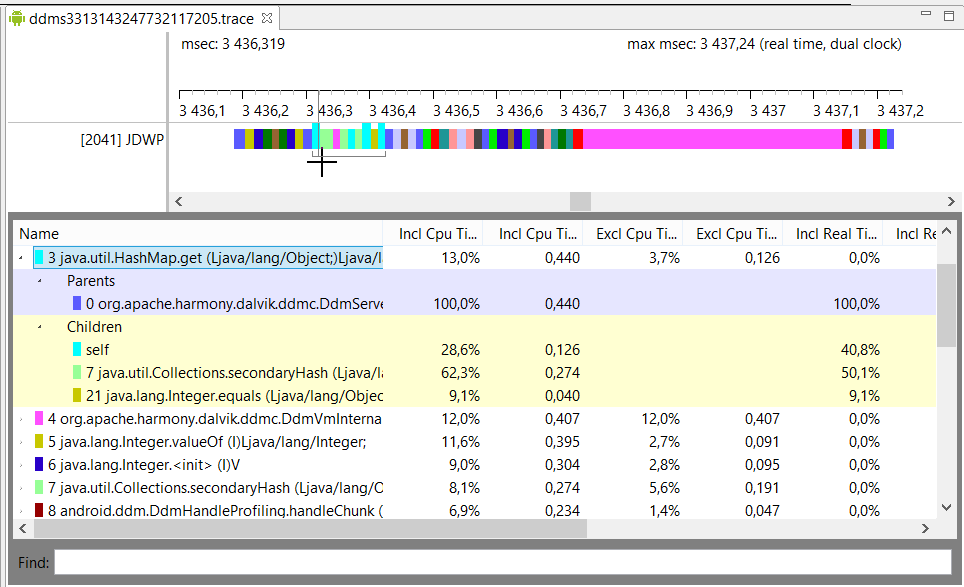 ddms3313143247732117205.trace
msec: 3 436,319 max msec: 3 437,24 (real time, dual clock)
3 436,1 3 436,2 3 436,3 3 436,4 3 436,5 3 436,6 3 436,7 3 436,8 3 436,9 3 437 3 437,1 3 437,2
[2041] JDWP
Name Incl Cpu Ti... Incl Cpu Ti... Excl Cpu Ti... Excl Cpu Ti... Incl Real Ti... Incl Re
3 java.util.HashMap.get (Ljava/lang/Object;)Ljava/l 13,0% 0,440 3,7% 0,126 0,0%
Parents
0 org.apache.harmony.dalvik.ddmc.DdmServe 100,0% 0,440 100,0%
Children
self 28,6% 0,126 40,8%
7 java.util.Collections.secondaryHash (Ljava/la 62,3% 0,274 50,1%
21 java.lang.Integer.equals (Ljava/lang/Objec 9,1% 0,040 9,1%
4 org.apache.harmony.dalvik.ddmc.DdmVmInterna 12,0% 0,407 12,0% 0,407 0,0%
5 java.lang.Integer.valueOf (I)Ljava/lang/Integer; 11,6% 0,395 2,7% 0,091 0,0%
6 java.lang.Integer.<init> (I)V 9,0% 0,304 2,8% 0,095 0,0%
7 java.util.Collections.secondaryHash (Ljava/lang/O 8,1% 0,274 5,6% 0,191 0,0%
8 android.ddm.DdmHandleProfiling.handleChunk ( 6,9% 0,234 1,4% 0,047 0,0%
Find: